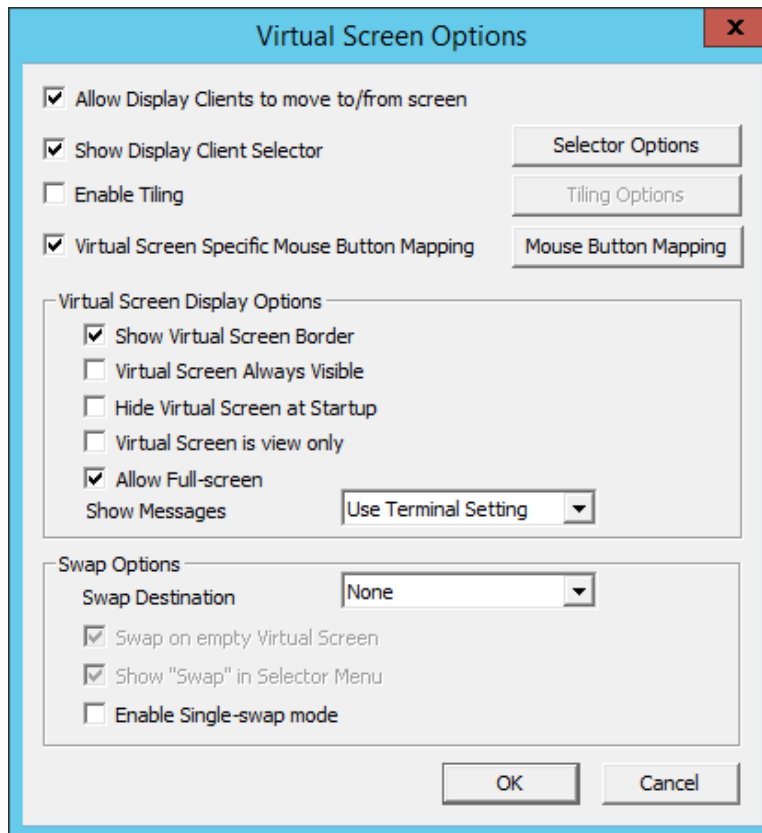 Virtual Screen Options
x
Allow Display Clients to move to/from screen
Show Display Client Selector
Selector Options
Enable Tiling
Tiling Options
Virtual Screen Specific Mouse Button Mapping
Mouse Button Mapping
Virtual Screen Display Options
Show Virtual Screen Border
Virtual Screen Always Visible
Hide Virtual Screen at Startup
Virtual Screen is view only
Allow Full-screen
Show Messages
Use Terminal Setting
Swap Options
Swap Destination
None
Swap on empty Virtual Screen
Show "Swap" in Selector Menu
Enable Single-swap mode
OK
Cancel